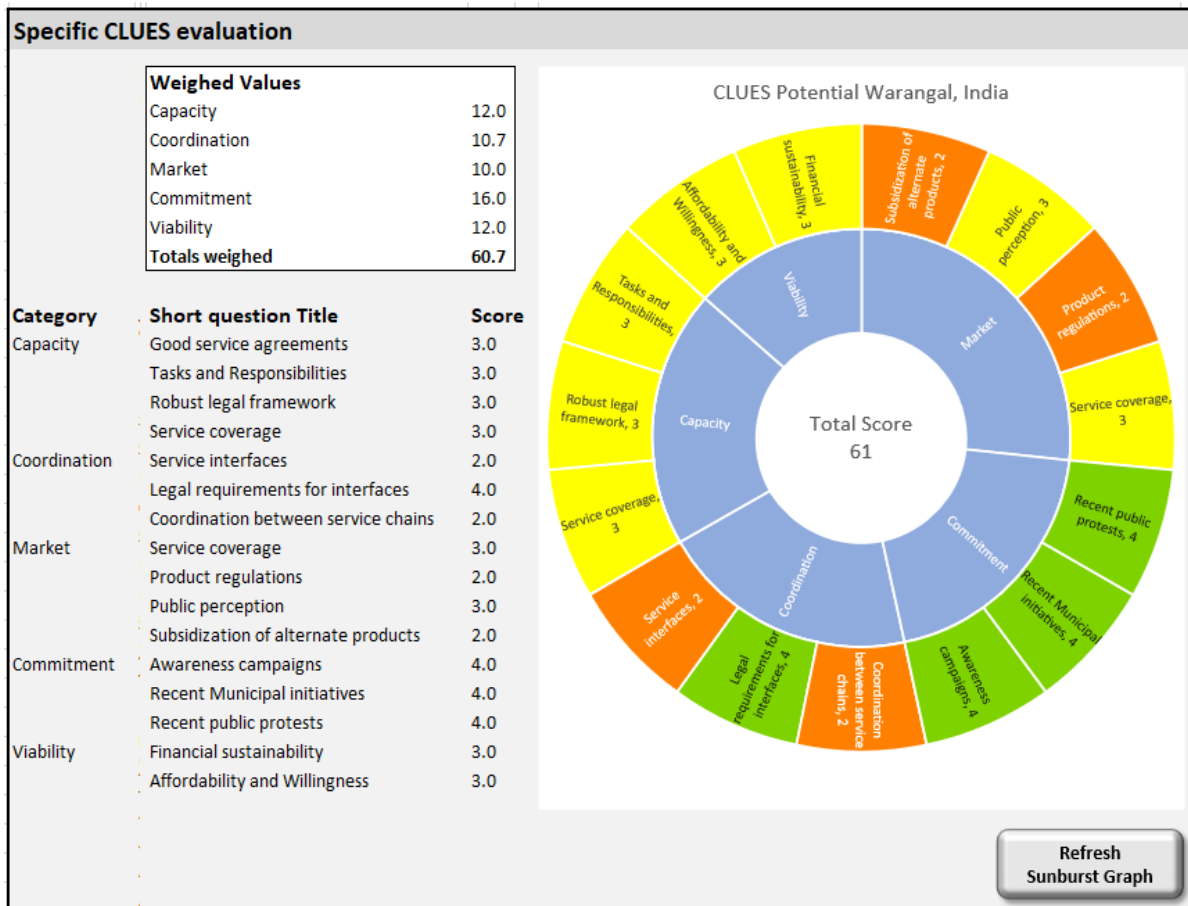 Specific CLUES evaluation
Weighed Values
Capacity 12.0
Coordination 10.7
Market 10.0
Commitment 16.0
Viability 12.0
Totals weighed 60.7
Category Short question Title Score
Capacity Good service agreements 3.0
Tasks and Responsibilities 3.0
Robust legal framework 3.0
Service coverage 3.0
Coordination Service interfaces 2.0
Legal requirements for interfaces 4.0
Coordination between service chains 2.0
Market Service coverage 3.0
Product regulations 2.0
Public perception 3.0
Subsidization of alternate products 2.0
Commitment Awareness campaigns 4.0
Recent Municipal initiatives 4.0
Recent public protests 4.0
Viability Financial sustainability 3.0
Affordability and Willingness 3.0
CLUES Potential Warangal, India
Subsidization of
alternate
products, 2
Public
perception, 3
Product
regulations, 2
Service coverage,
3
Recent public
protests, 4
Recent Municipal
initiatives, 4
Awareness
campaigns, 4
Coordination
between service
chains, 2
Legal
requirements for
interfaces, 4
Service
interfaces, 2
Service coverage,
3
Robust legal
framework, 3
Tasks and
Responsibilities,
3
Affordability and
Willingness, 3
Financial
sustainability, 3
Market
Commitment
Coordination
Capacity
Viability
Total Score
61
Refresh
Sunburst Graph